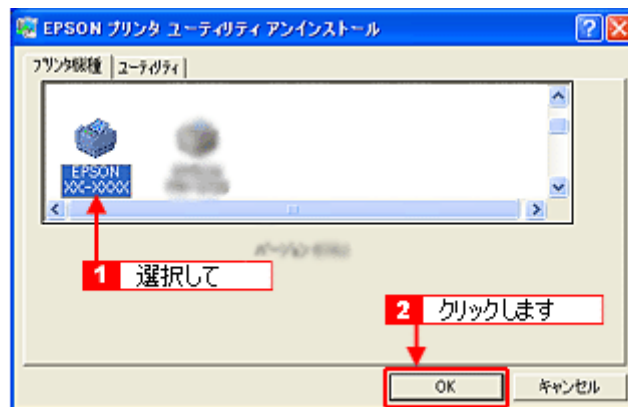 EPSON プリンタ ユーティリティ アンインストール
プリンタ機種 ユーティリティ
EPSON
XX-XXXX
1 選択して
2 クリックします
OK キャンセル